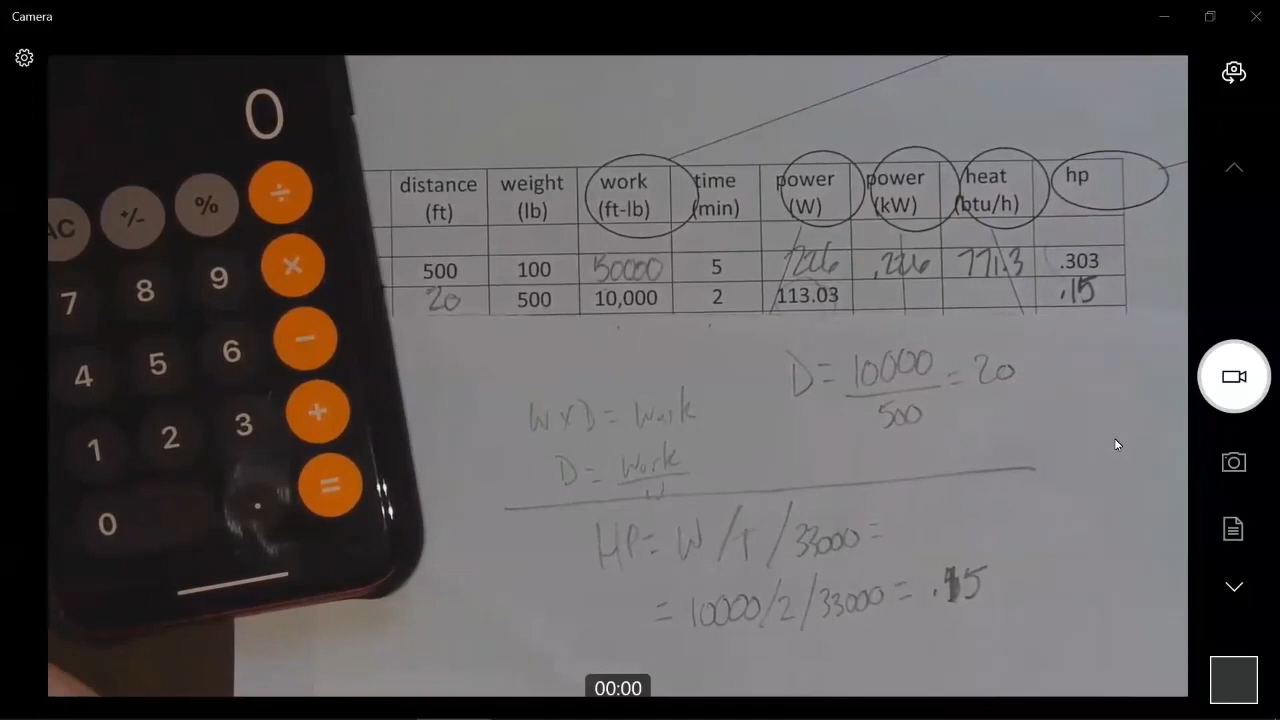 Camera
0
AC +/- % ÷
7 8 9 ×
4 5 6 −
1 2 3 +
0 . =
distance (ft) weight (lb) work (ft-lb) time (min) power (W) power (kW) heat (btu/h) hp
500 100 50000 5 226 .226 771.3 .303
20 500 10,000 2 113.03 .15
D = 10000/500 = 20
W x D = Work
D = Work/W
HP = W / T / 33000 =
= 10000/2/33000 = .15
00:00